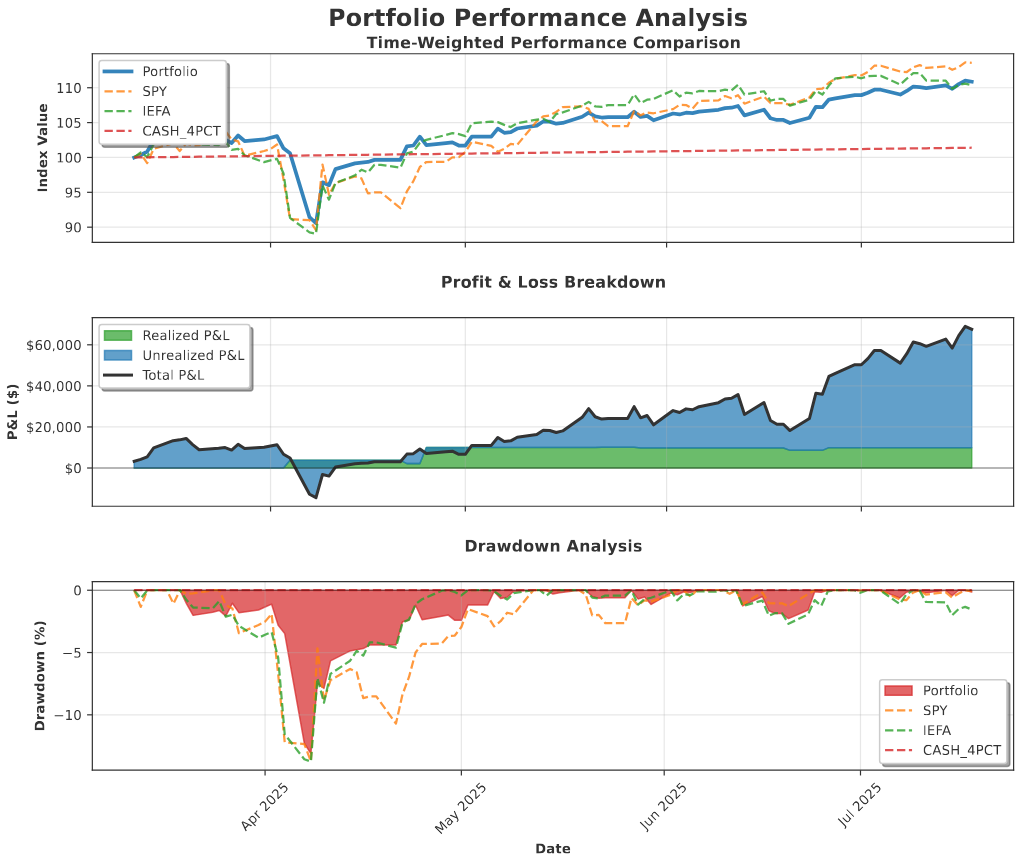 Portfolio Performance Analysis
Time-Weighted Performance Comparison
Index Value
110
105
100
95
90
Portfolio
SPY
IEFA
CASH_4PCT
Profit & Loss Breakdown
P&L ($)
$60,000
$40,000
$20,000
$0
Realized P&L
Unrealized P&L
Total P&L
Drawdown Analysis
Drawdown (%)
0
−5
−10
Portfolio
SPY
IEFA
CASH_4PCT
Apr 2025
May 2025
Jun 2025
Jul 2025
Date